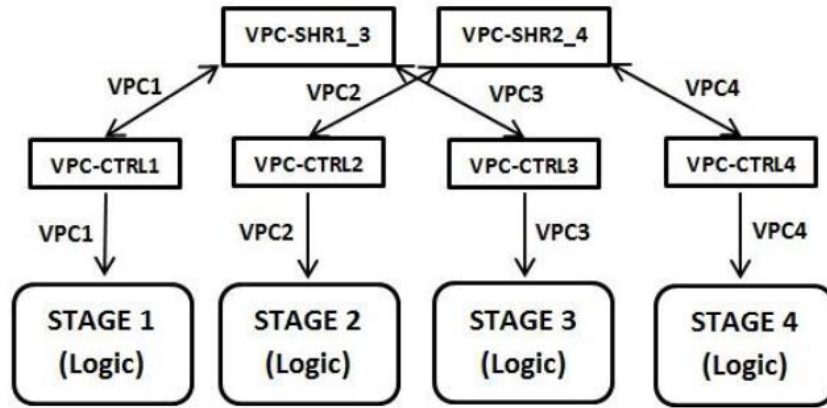 VPC-SHR1_3
VPC-SHR2_4
VPC1
VPC2
VPC3
VPC4
VPC-CTRL1
VPC-CTRL2
VPC-CTRL3
VPC-CTRL4
VPC1
VPC2
VPC3
VPC4
STAGE 1
(Logic)
STAGE 2
(Logic)
STAGE 3
(Logic)
STAGE 4
(Logic)